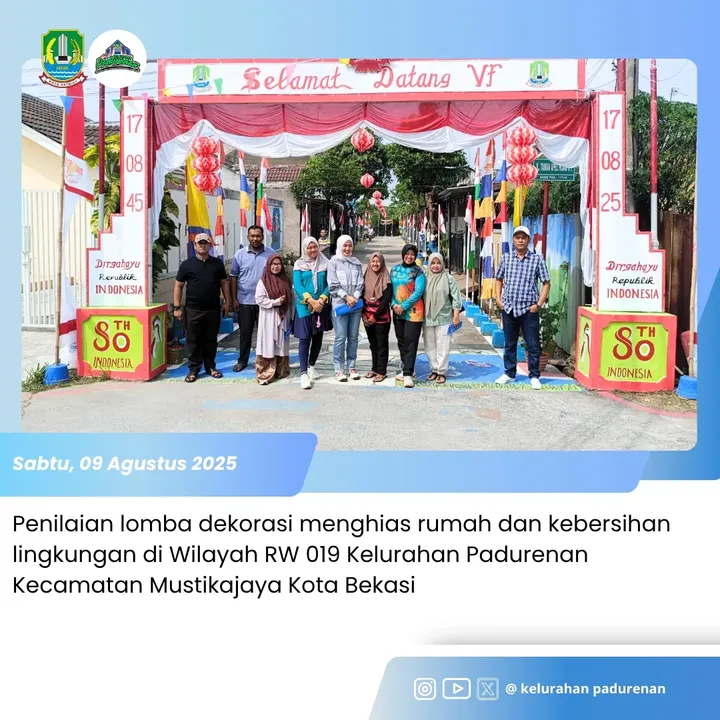 Selamat Datang VF
17
08
45
17
08
25
Dirgahayu
Republik
INDONESIA
Dirgahayu
Republik
INDONESIA
80TH
INDONESIA
80TH
INDONESIA
Sabtu, 09 Agustus 2025
Penilaian lomba dekorasi menghias rumah dan kebersihan
lingkungan di Wilayah RW 019 Kelurahan Padurenan
Kecamatan Mustikajaya Kota Bekasi
@ kelurahan padurenan